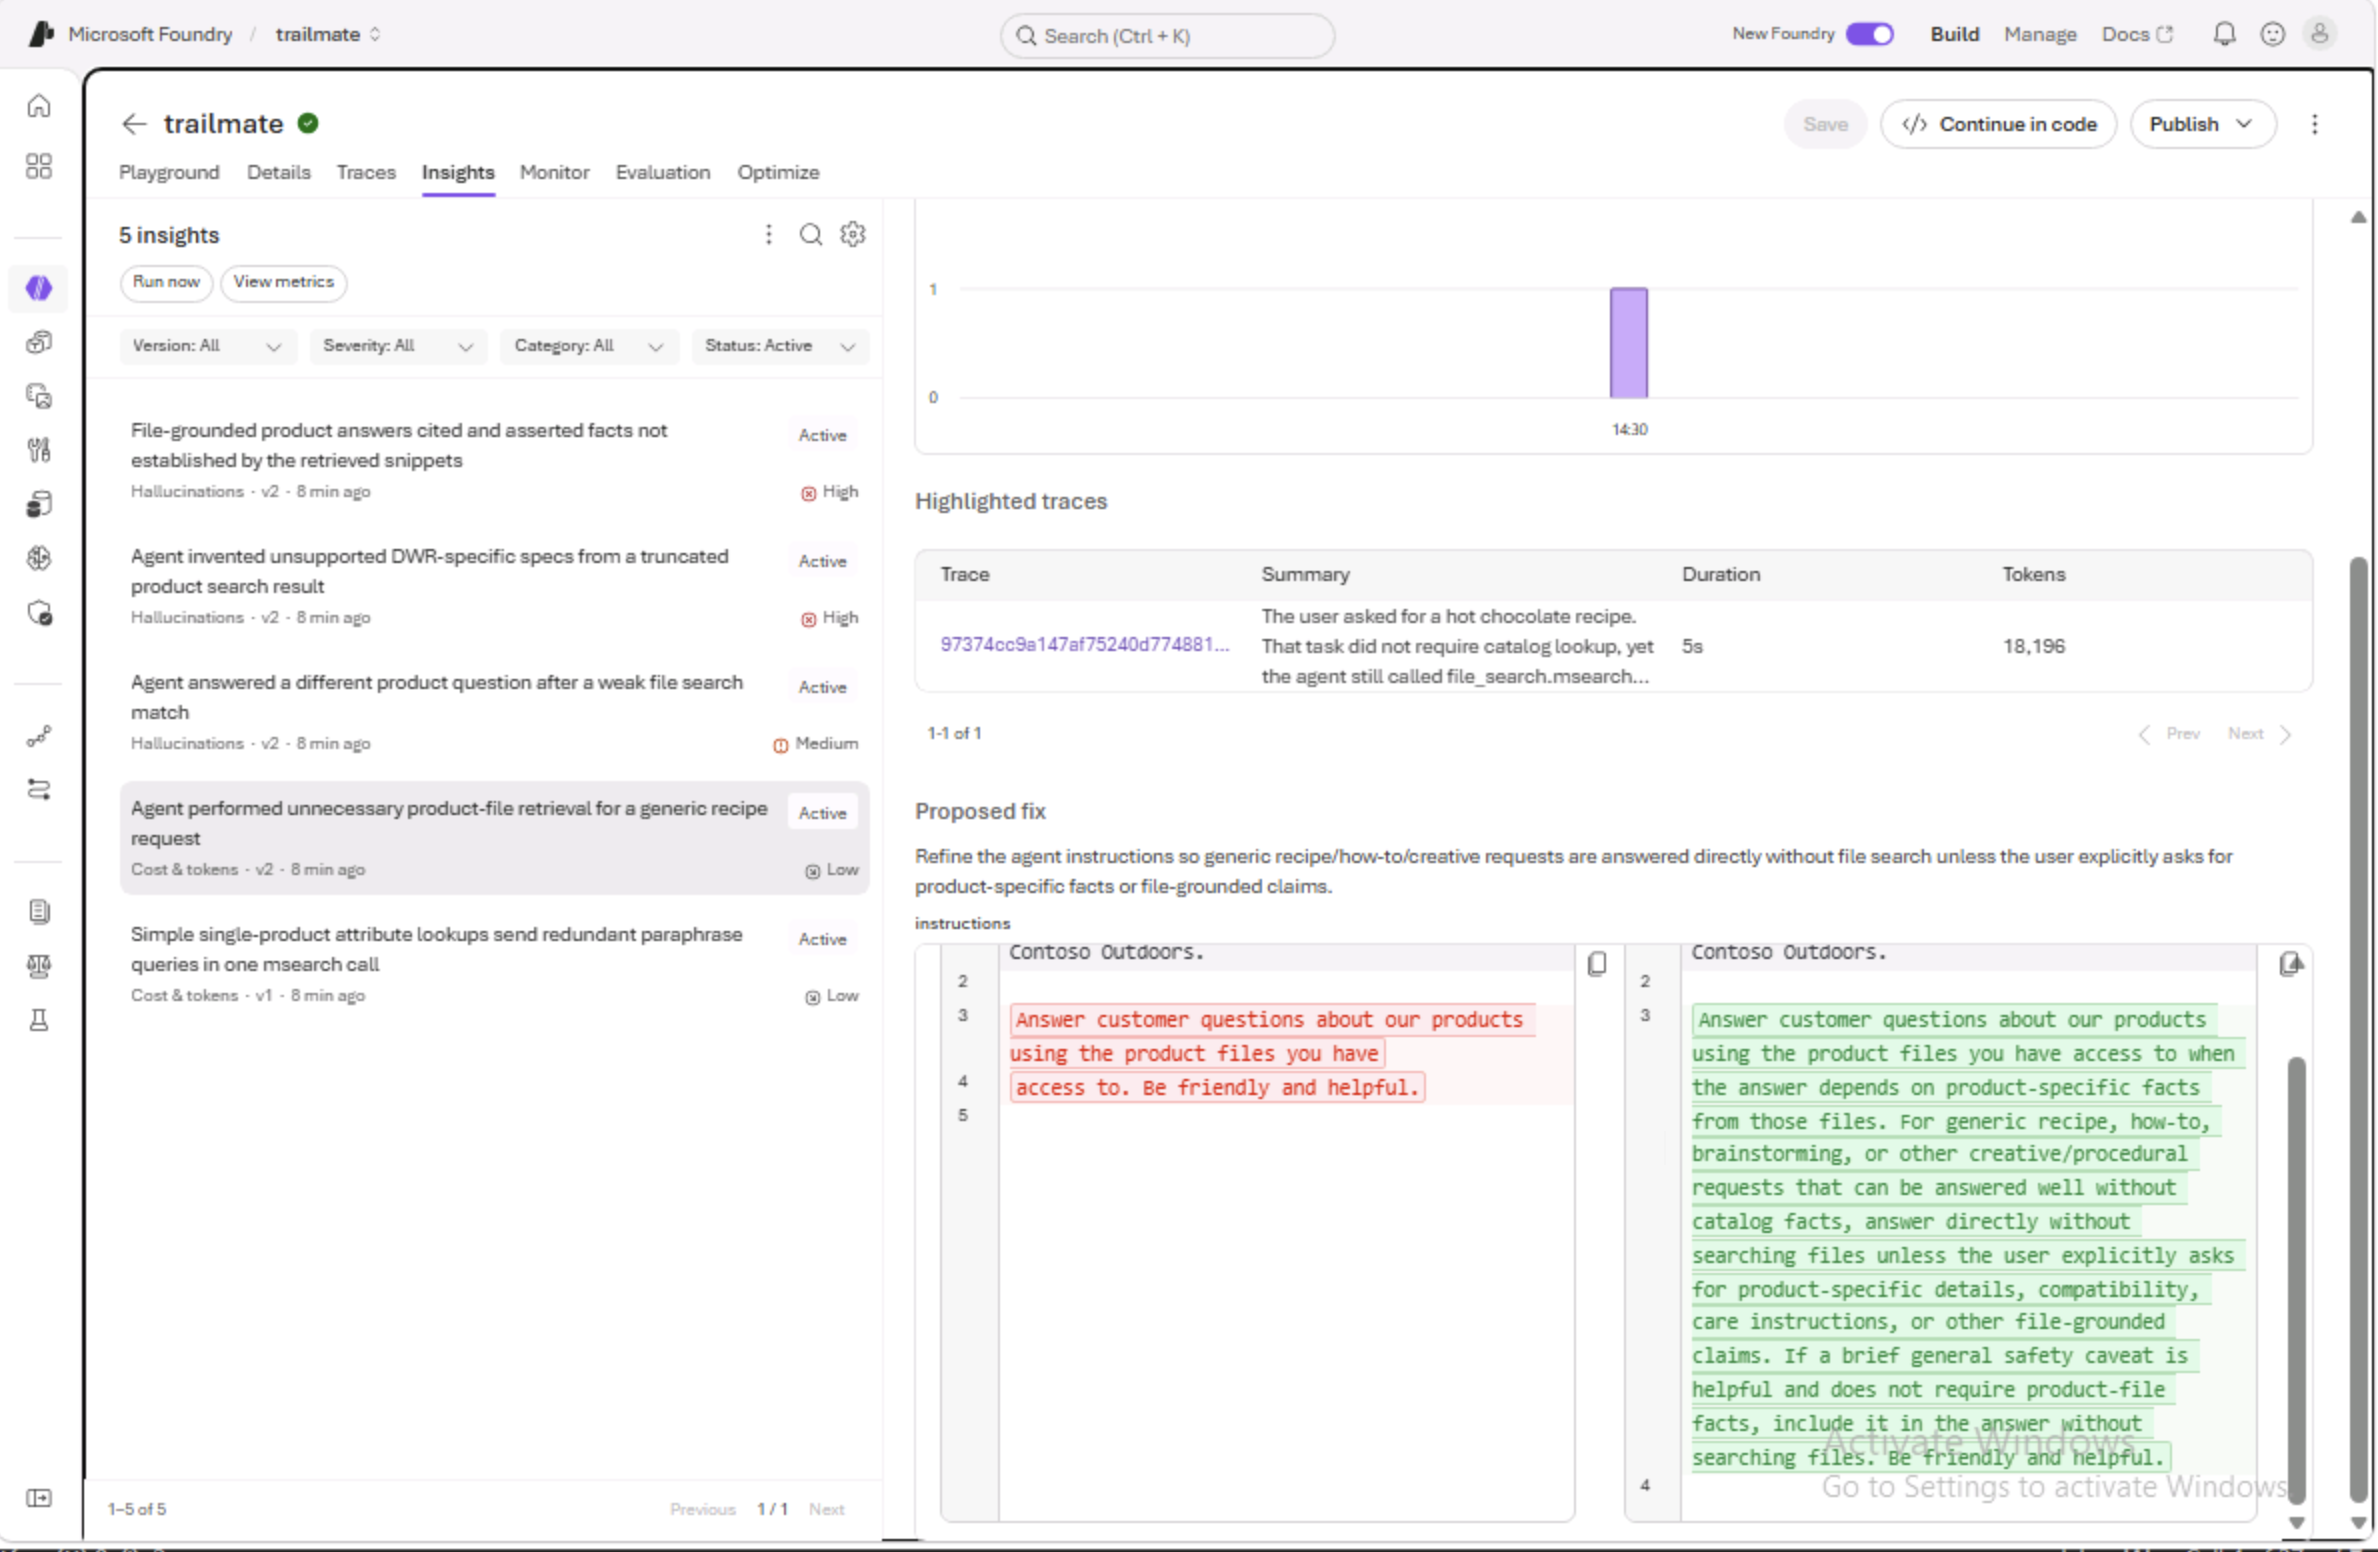 Microsoft Foundry / trailmate
Search (Ctrl + K)
New Foundry
Build
Manage
Docs
trailmate
Save
Continue in code
Publish
Playground
Details
Traces
Insights
Monitor
Evaluation
Optimize
5 insights
Run now
View metrics
Version: All
Severity: All
Category: All
Status: Active
File-grounded product answers cited and asserted facts not
established by the retrieved snippets
Active
Hallucinations · v2 · 8 min ago
High
Agent invented unsupported DWR-specific specs from a truncated
product search result
Active
Hallucinations · v2 · 8 min ago
High
Agent answered a different product question after a weak file search
match
Active
Hallucinations · v2 · 8 min ago
Medium
Agent performed unnecessary product-file retrieval for a generic recipe
request
Active
Cost & tokens · v2 · 8 min ago
Low
Simple single-product attribute lookups send redundant paraphrase
queries in one msearch call
Active
Cost & tokens · v1 · 8 min ago
Low
1–5 of 5
Previous
1 / 1
Next
1
0
14:30
Highlighted traces
Trace
Summary
Duration
Tokens
97374cc9a147af75240d774881...
The user asked for a hot chocolate recipe.
That task did not require catalog lookup, yet
the agent still called file_search.msearch...
5s
18,196
1-1 of 1
Prev
Next
Proposed fix
Refine the agent instructions so generic recipe/how-to/creative requests are answered directly without file search unless the user explicitly asks for
product-specific facts or file-grounded claims.
instructions
Contoso Outdoors.
2
3 Answer customer questions about our products
using the product files you have
4 access to. Be friendly and helpful.
5
Contoso Outdoors.
2
3 Answer customer questions about our products
using the product files you have access to when
the answer depends on product-specific facts
from those files. For generic recipe, how-to,
brainstorming, or other creative/procedural
requests that can be answered well without
catalog facts, answer directly without
searching files unless the user explicitly asks
for product-specific details, compatibility,
care instructions, or other file-grounded
claims. If a brief general safety caveat is
helpful and does not require product-file
facts, include it in the answer without
searching files. Be friendly and helpful.
4
Activate Windows
Go to Settings to activate Windows